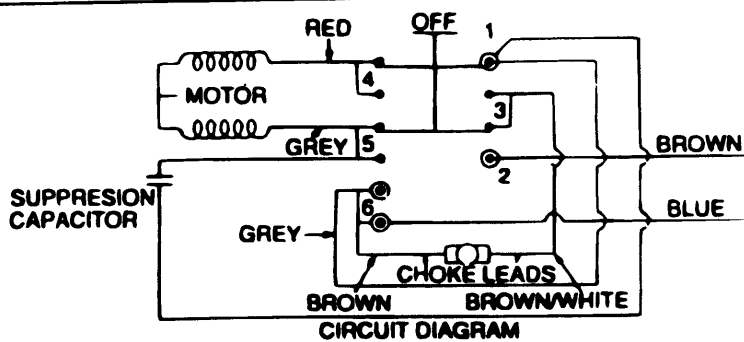 RED
OFF
1
4
MOTOR
3
GREY
5
BROWN
2
SUPPRESION
CAPACITOR
6
BLUE
GREY
CHOKE LEADS
BROWN
BROWN/WHITE
CIRCUIT DIAGRAM